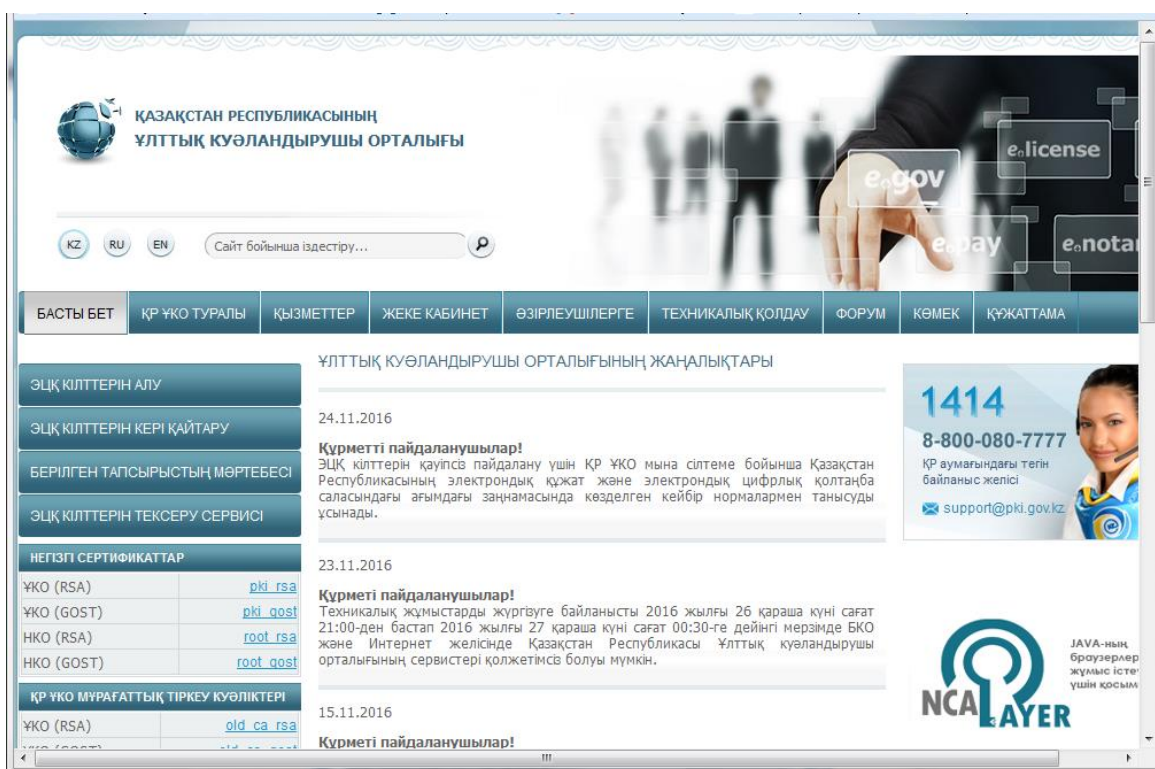 ҚАЗАҚСТАН РЕСПУБЛИКАСЫНЫҢ
ҰЛТТЫҚ КУӘЛАНДЫРУШЫ ОРТАЛЫҒЫ
e.gov
e.license
e.pay
e.notar
KZ RU EN Сайт бойынша іздестіру...
БАСТЫ БЕТ ҚР ҰКО ТУРАЛЫ ҚЫЗМЕТТЕР ЖЕКЕ КАБИНЕТ ӘЗІРЛЕУШІЛЕРГЕ ТЕХНИКАЛЫҚ ҚОЛДАУ ФОРУМ КӨМЕК ҚҰЖАТТАМА
ЭЦҚ КІЛТТЕРІН АЛУ
ЭЦҚ КІЛТТЕРІН КЕРІ ҚАЙТАРУ
БЕРІЛГЕН ТАПСЫРЫСТЫҢ МӘРТЕБЕСІ
ЭЦҚ КІЛТТЕРІН ТЕКСЕРУ СЕРВИСІ
НЕГІЗГІ СЕРТИФИКАТТАР
ҰКО (RSA) pki_rsa
ҰКО (GOST) pki_gost
НКО (RSA) root_rsa
НКО (GOST) root_gost
ҚР ҰКО МҰРАҒАТТЫҚ ТІРКЕУ КУӘЛІКТЕРІ
ҰКО (RSA) old_ca_rsa
ҰЛТТЫҚ КУӘЛАНДЫРУШЫ ОРТАЛЫҒЫНЫҢ ЖАҢАЛЫҚТАРЫ
24.11.2016
Құрметті пайдаланушылар!
ЭЦҚ кілттерін қауіпсіз пайдалану үшін ҚР ҰКО мына сілтеме бойынша Қазақстан
Республикасының электрондық құжат және электрондық цифрлық қолтаңба
саласындағы ағымдағы заңнамасында көзделген кейбір нормалармен танысуды
ұсынады.
23.11.2016
Құрметі пайдаланушылар!
Техникалық жұмыстарды жүргізуге байланысты 2016 жылғы 26 қараша күні сағат
21:00-ден бастап 2016 жылғы 27 қараша күні сағат 00:30-ге дейінгі мерзімде БКО
және Интернет желісінде Қазақстан Республикасы Ұлттық куәландырушы
орталығының сервистері қолжетімсіз болуы мүмкін.
15.11.2016
Құрметі пайдаланушылар!
1414
8-800-080-7777
ҚР аумағындағы тегін
байланыс желісі
support@pki.gov.kz
NCALAYER
JAVA-ның
браузерлер
жұмыс істе
үшін қосым